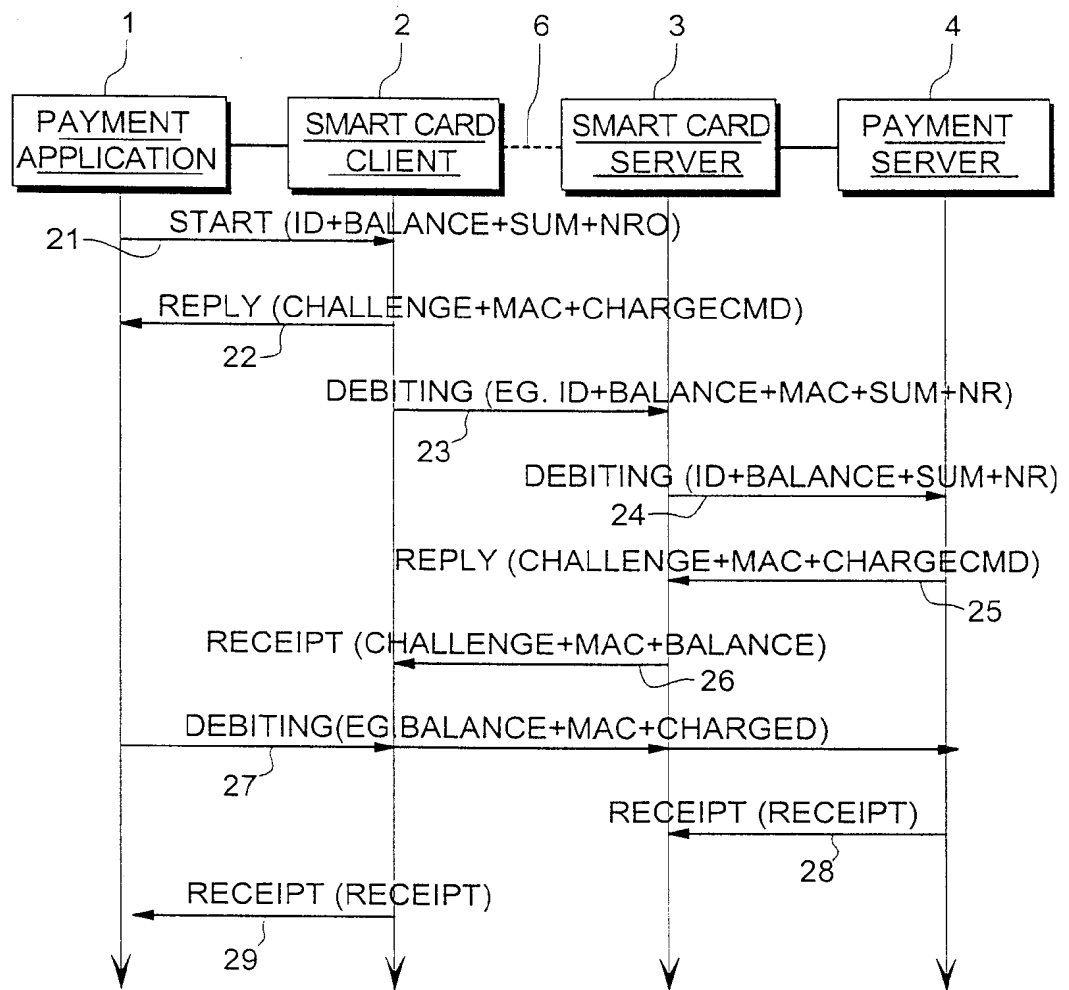 1 2 6 3 4
PAYMENT APPLICATION
SMART CARD CLIENT
SMART CARD SERVER
PAYMENT SERVER
START (ID+BALANCE+SUM+NRO)
21
REPLY (CHALLENGE+MAC+CHARGECMD)
22
DEBITING (EG. ID+BALANCE+MAC+SUM+NR)
23
DEBITING (ID+BALANCE+SUM+NR)
24
REPLY (CHALLENGE+MAC+CHARGECMD)
25
RECEIPT (CHALLENGE+MAC+BALANCE)
26
DEBITING(EG.BALANCE+MAC+CHARGED)
27
RECEIPT (RECEIPT)
28
RECEIPT (RECEIPT)
29